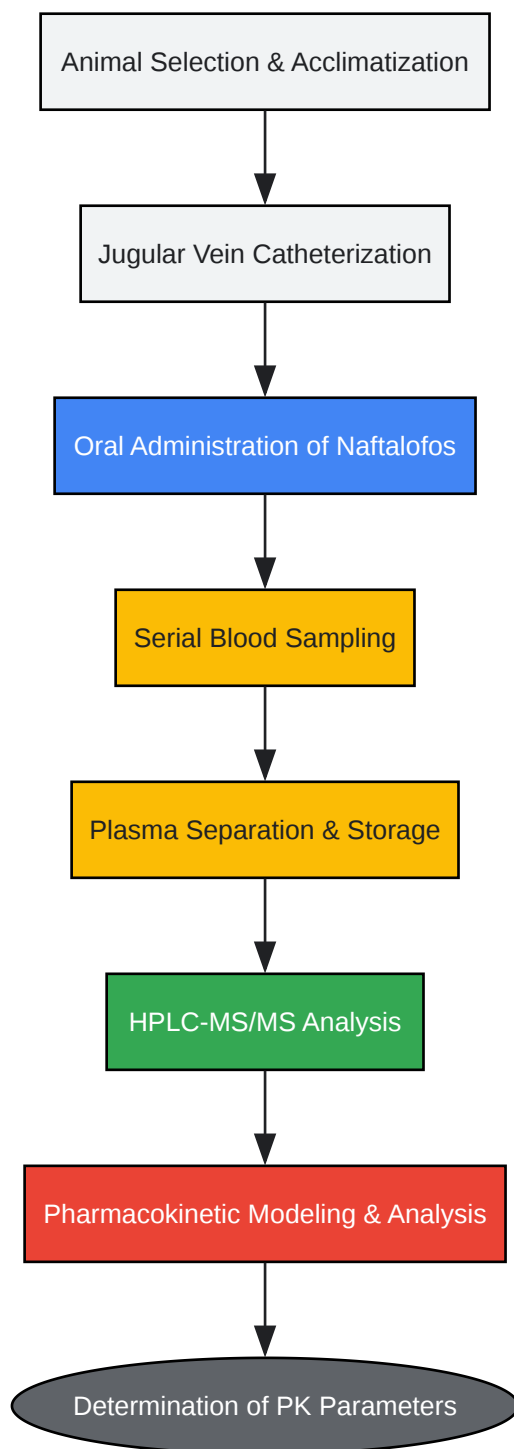 Animal Selection & Acclimatization
Jugular Vein Catheterization
Oral Administration of Naftalofos
Serial Blood Sampling
Plasma Separation & Storage
HPLC-MS/MS Analysis
Pharmacokinetic Modeling & Analysis
Determination of PK Parameters